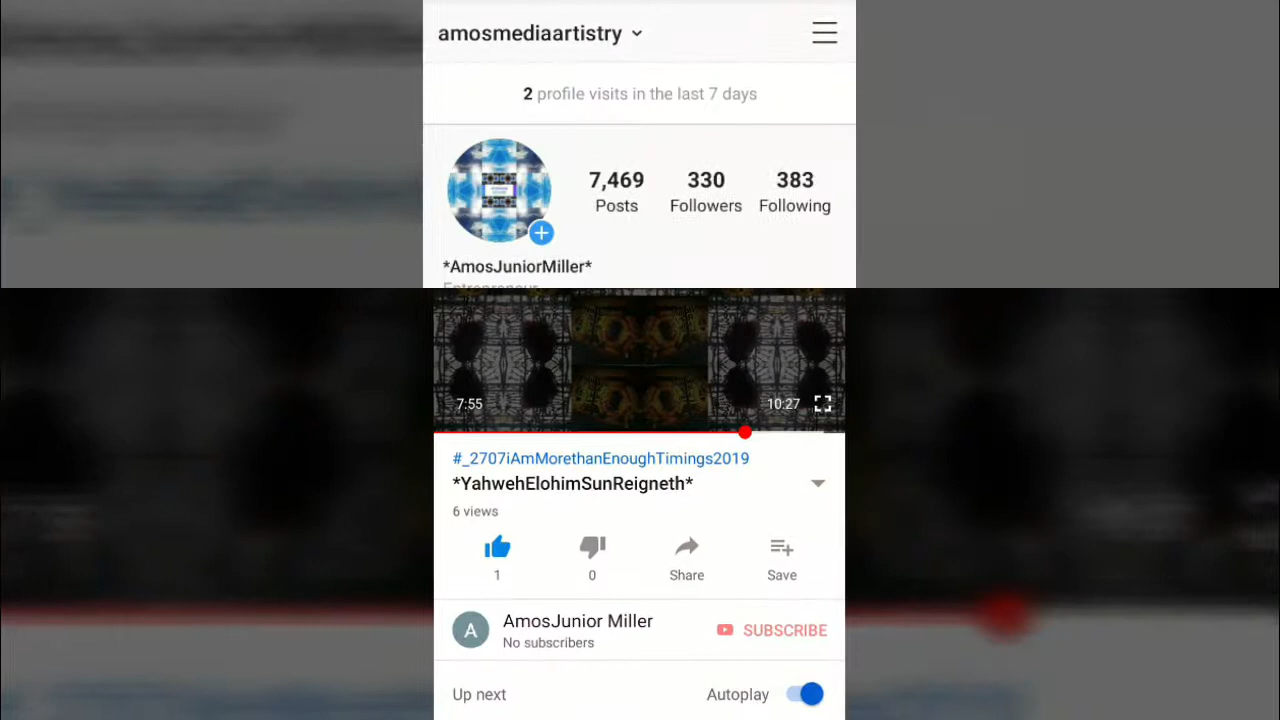 amosmediaartistry
2 profile visits in the last 7 days
7,469 330 383
Posts Followers Following
*AmosJuniorMiller*
Entrepreneur
7:55 10:27
#_2707iAmMorethanEnoughTimings2019
*YahwehElohimSunReigneth*
6 views
1 0 Share Save
A AmosJunior Miller SUBSCRIBE
No subscribers
Up next Autoplay